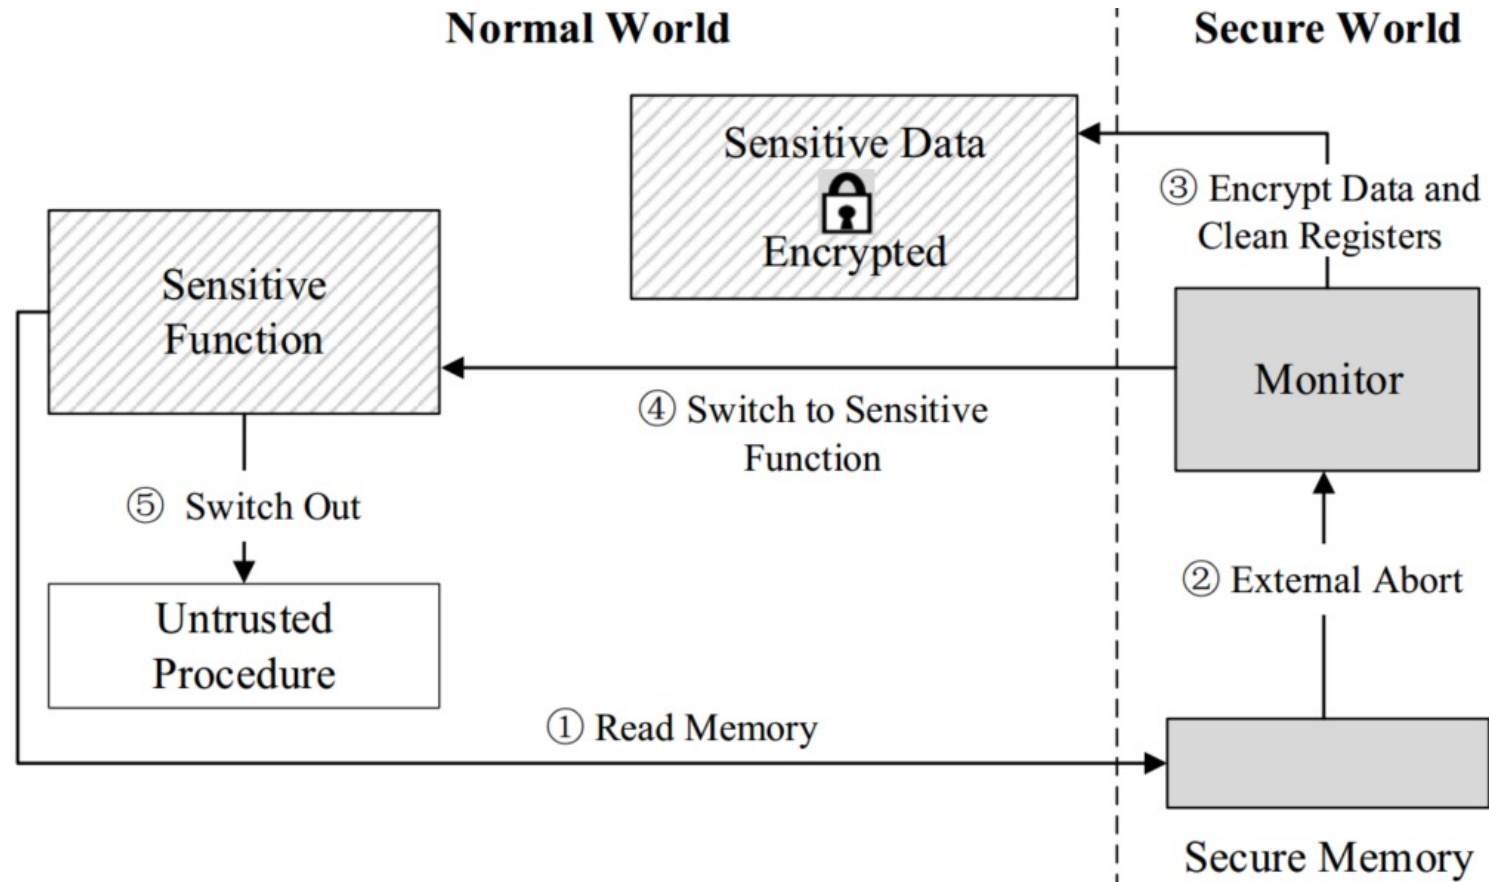 Normal World
Secure World
Sensitive Data
Encrypted
③ Encrypt Data and
Clean Registers
Sensitive
Function
Monitor
④ Switch to Sensitive
Function
⑤ Switch Out
② External Abort
Untrusted
Procedure
① Read Memory
Secure Memory